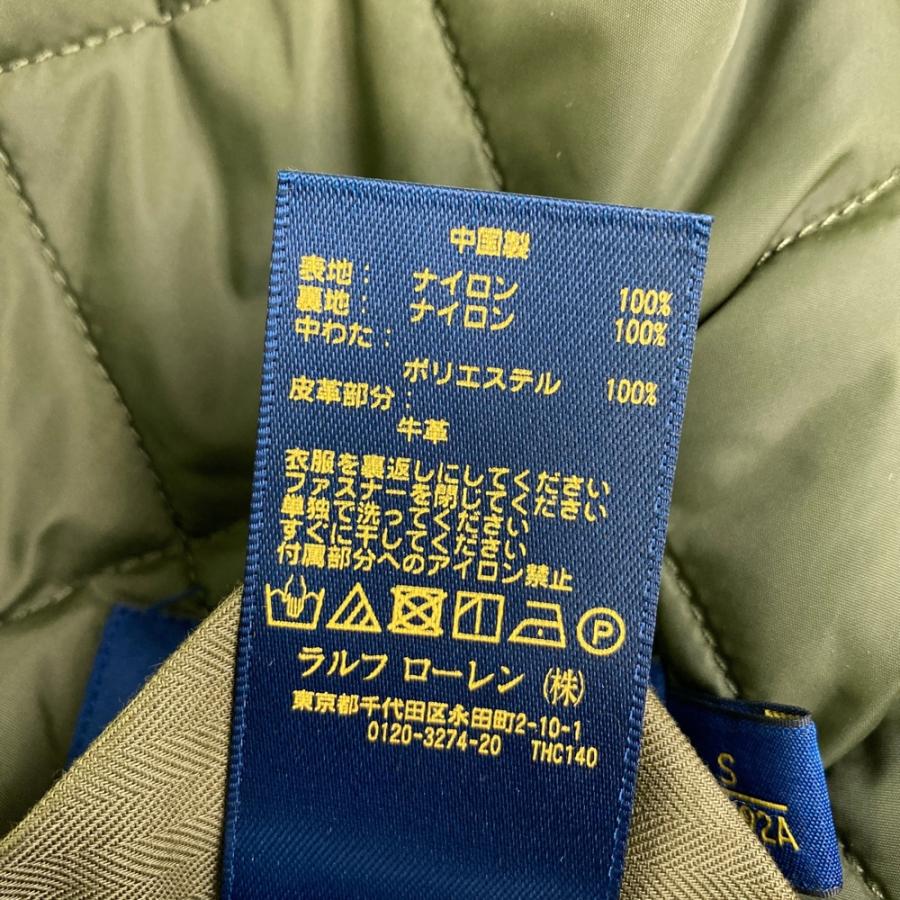 中国製
表地： ナイロン 100%
裏地： ナイロン 100%
中わた：
ポリエステル 100%
皮革部分：
牛革
衣服を裏返しにしてください
ファスナーを閉じてください
単独で洗ってください
すぐに干してください
付属部分へのアイロン禁止
P
ラルフ ローレン (株)
東京都千代田区永田町2-10-1
0120-3274-20 THC140
S
92A